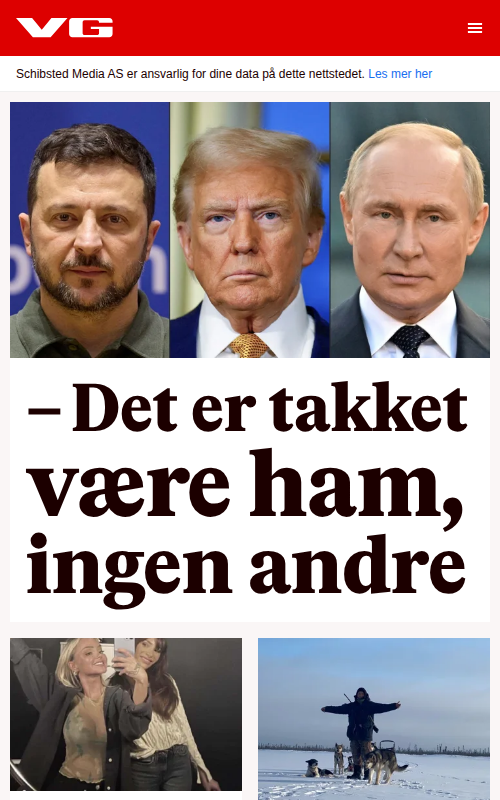 VG
Schibsted Media AS er ansvarlig for dine data på dette nettstedet. Les mer her
– Det er takket
være ham,
ingen andre